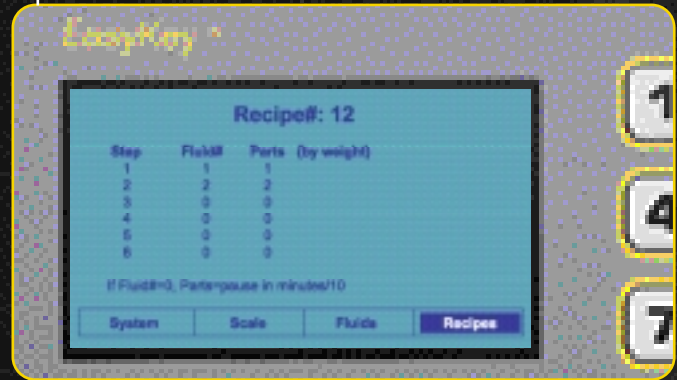 EasyKey
Recipe#: 12
Step Fluid# Parts (by weight)
1 1 1
2 2 2
3 0 0
4 0 0
5 0 0
6 0 0
If Fluid#=0, Parts=pause in minutes/10
System Scale Fluids Recipes
1
4
7